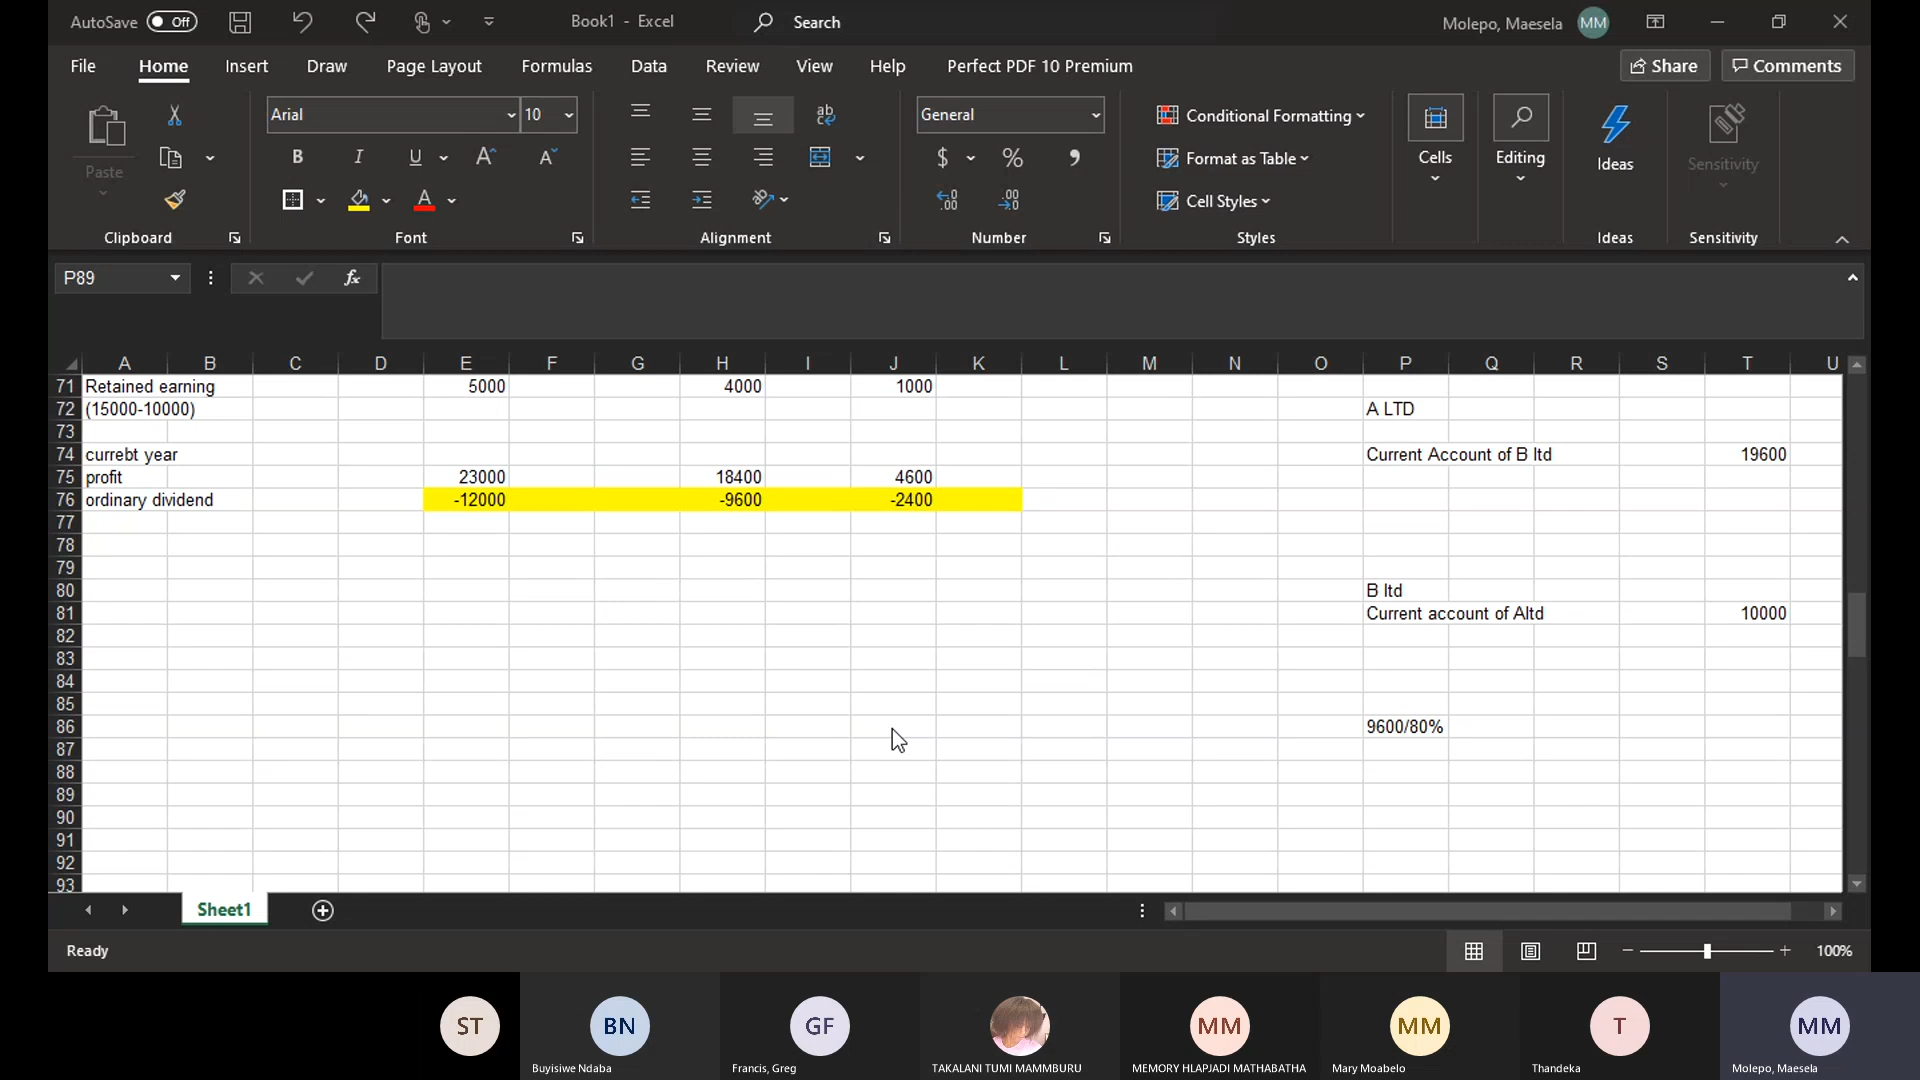 AutoSave Off Book1 - Excel Search Molepo, Maesela MM
File Home Insert Draw Page Layout Formulas Data Review View Help Perfect PDF 10 Premium Share Comments
Paste
Clipboard
Arial 10
B I U A A
A
Font
ab
Alignment
General
$ % ,
Number
Conditional Formatting
Format as Table
Cell Styles
Styles
Cells
Editing
Ideas
Ideas
Sensitivity
Sensitivity
P89 fx
A B C D E F G H I J K L M N O P Q R S T U
71 Retained earning 5000 4000 1000
72 (15000-10000) A LTD
73
74 currebt year Current Account of B ltd 19600
75 profit 23000 18400 4600
76 ordinary dividend -12000 -9600 -2400
77
78
79
80 B ltd
81 Current account of Altd 10000
82
83
84
85
86 9600/80%
87
88
89
90
91
92
93
Sheet1
Ready 100%
ST BN GF MM MM T MM
Buyisiwe Ndaba Francis, Greg TAKALANI TUMI MAMMBURU MEMORY HLAPJADI MATHABATHA Mary Moabelo Thandeka Molepo, Maesela